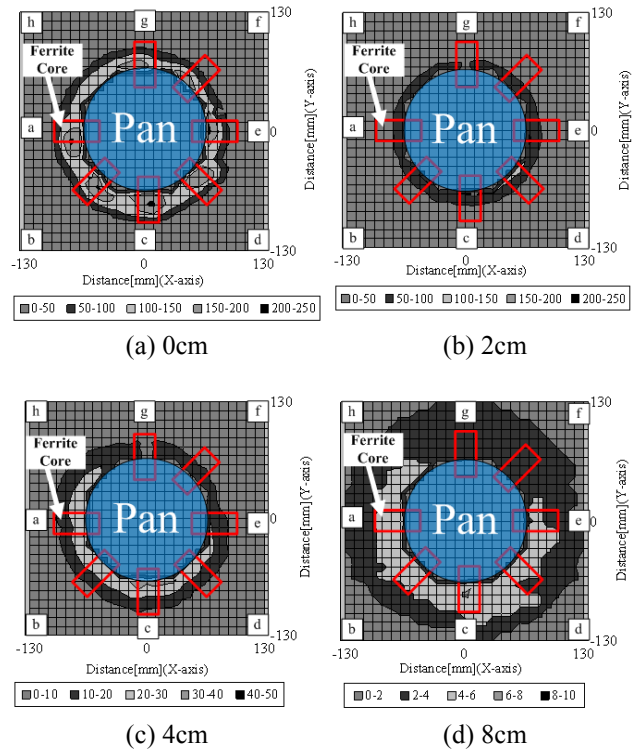 h g f 130
Ferrite
Core
Pan
a e 0
Distance[mm](Y-axis)
b c d
-130
-130 0 130
Distance[mm](X-axis)
0-50 50-100 100-150 150-200 200-250
(a) 0cm
h g f 130
Ferrite
Core
Pan
a e 0
Distance[mm](Y-axis)
b c d
-130
-130 0 130
Distance[mm](X-axis)
0-50 50-100 100-150 150-200 200-250
(b) 2cm
h g f 130
Ferrite
Core
Pan
a e 0
Distance[mm](Y-axis)
b c d
-130
-130 0 130
Distance[mm](X-axis)
0-10 10-20 20-30 30-40 40-50
(c) 4cm
h g f 130
Ferrite
Core
Pan
a e 0
Distance[mm](Y-axis)
b c d
-130
-130 0 130
Distance[mm](X-axis)
0-2 2-4 4-6 6-8 8-10
(d) 8cm